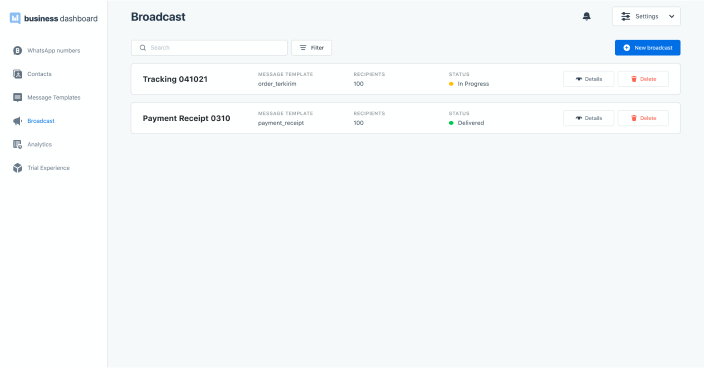 business dashboard
WhatsApp numbers
Contacts
Message Templates
Broadcast
Analytics
Trial Experience
Broadcast
Settings
Search
Filter
New broadcast
Tracking 041021
MESSAGE TEMPLATE
order_terkirim
RECIPIENTS
100
STATUS
In Progress
Details
Delete
Payment Receipt 0310
MESSAGE TEMPLATE
payment_receipt
RECIPIENTS
100
STATUS
Delivered
Details
Delete